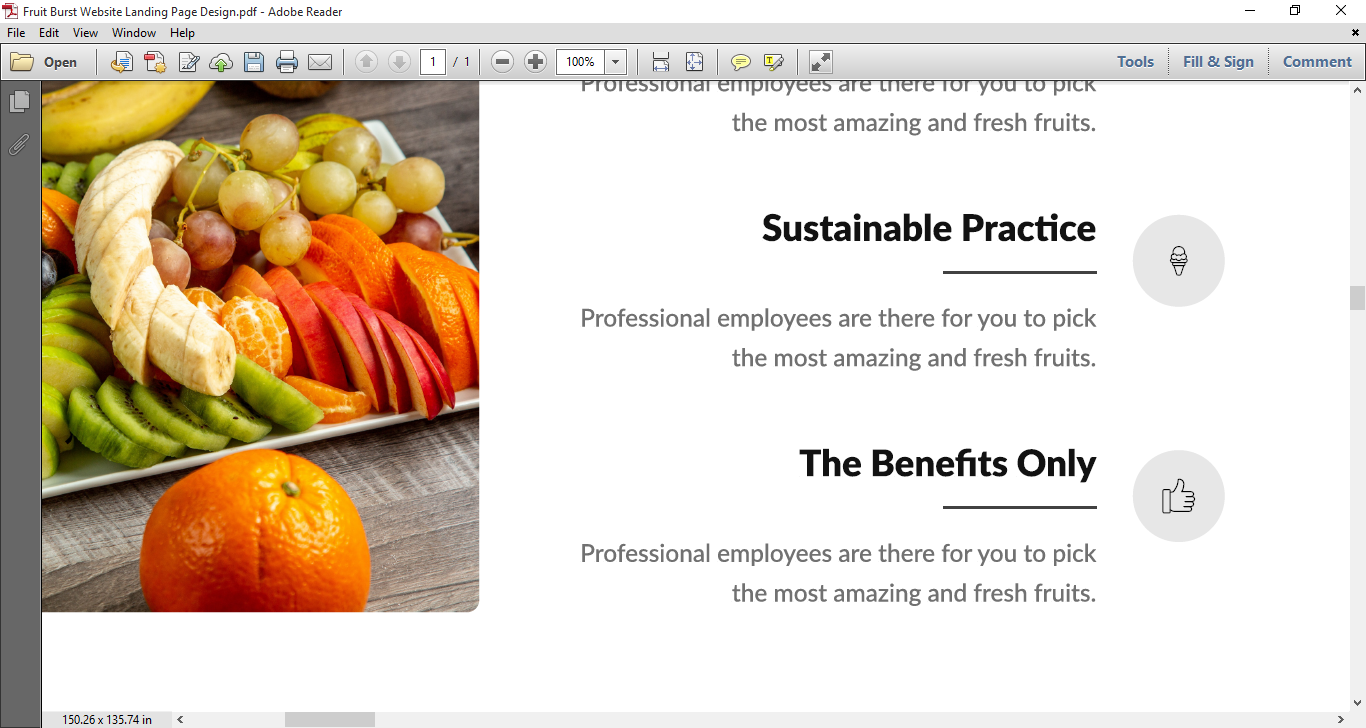 Fruit Burst Website Landing Page Design.pdf - Adobe Reader
File Edit View Window Help
Open 1 / 1 100% Tools Fill & Sign Comment
Professional employees are there for you to pick
the most amazing and fresh fruits.
Sustainable Practice
Professional employees are there for you to pick
the most amazing and fresh fruits.
The Benefits Only
Professional employees are there for you to pick
the most amazing and fresh fruits.
150.26 x 135.74 in